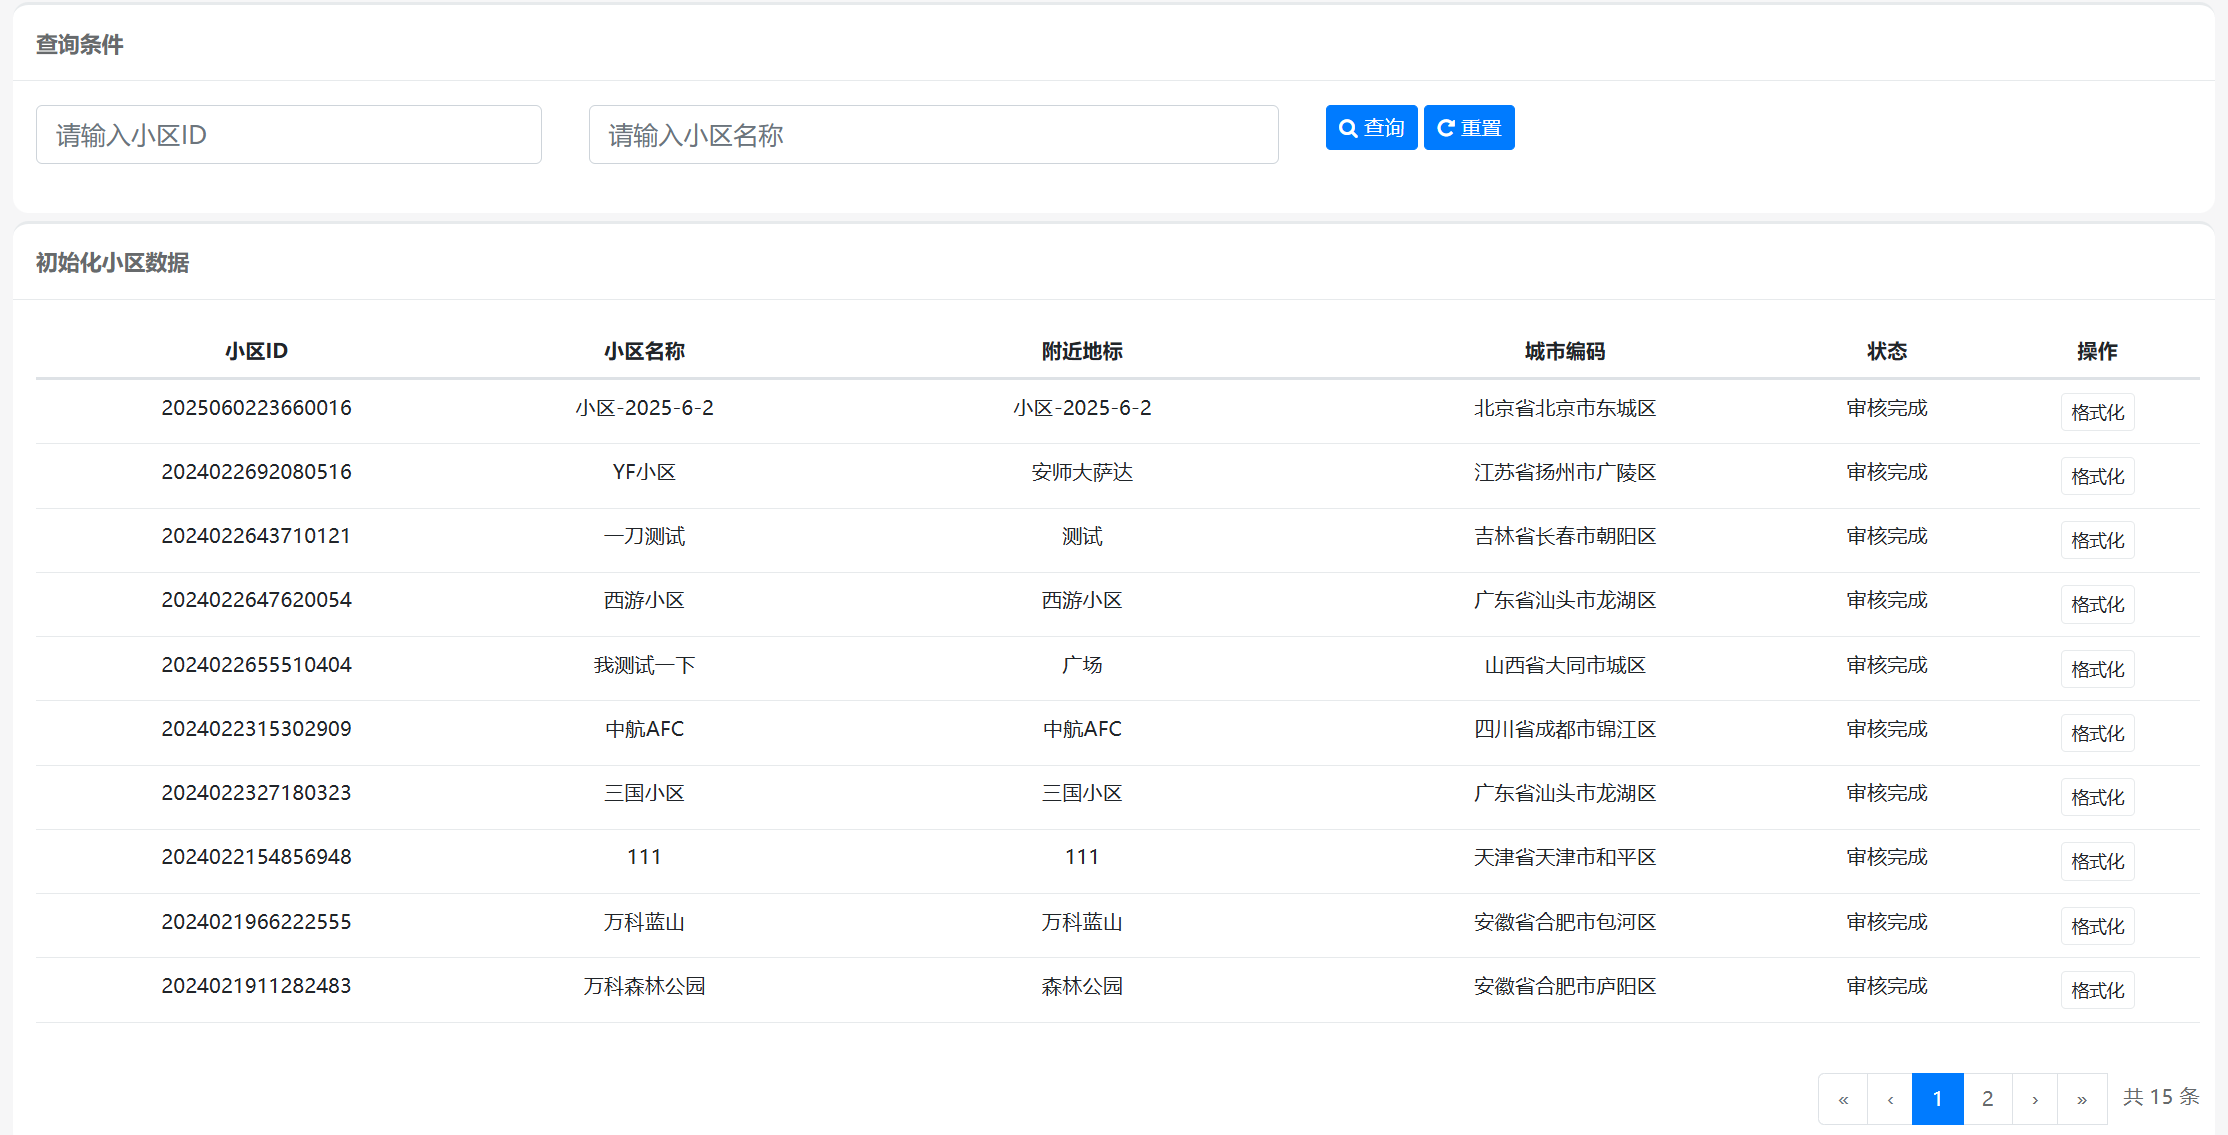 查询条件
请输入小区ID 请输入小区名称 查询 重置
初始化小区数据
小区ID 小区名称 附近地标 城市编码 状态 操作
2025060223660016 小区-2025-6-2 小区-2025-6-2 北京省北京市东城区 审核完成 格式化
2024022692080516 YF小区 安师大萨达 江苏省扬州市广陵区 审核完成 格式化
2024022643710121 一刀测试 测试 吉林省长春市朝阳区 审核完成 格式化
2024022647620054 西游小区 西游小区 广东省汕头市龙湖区 审核完成 格式化
2024022655510404 我测试一下 广场 山西省大同市城区 审核完成 格式化
2024022315302909 中航AFC 中航AFC 四川省成都市锦江区 审核完成 格式化
2024022327180323 三国小区 三国小区 广东省汕头市龙湖区 审核完成 格式化
2024022154856948 111 111 天津省天津市和平区 审核完成 格式化
2024021966222555 万科蓝山 万科蓝山 安徽省合肥市包河区 审核完成 格式化
2024021911282483 万科森林公园 森林公园 安徽省合肥市庐阳区 审核完成 格式化
« ‹ 1 2 › » 共 15 条